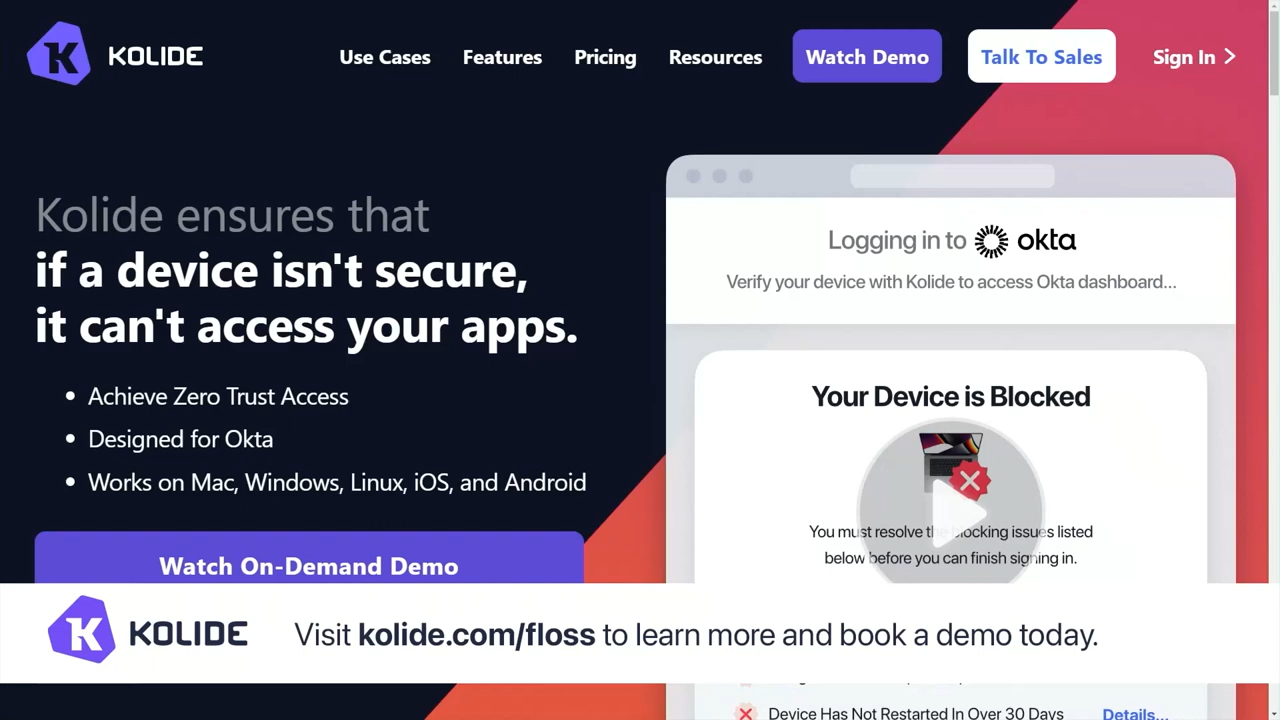 KOLIDE
Use Cases
Features
Pricing
Resources
Watch Demo
Talk To Sales
Sign In
Kolide ensures that
if a device isn't secure,
it can't access your apps.
Achieve Zero Trust Access
Designed for Okta
Works on Mac, Windows, Linux, iOS, and Android
Watch On-Demand Demo
Logging in to okta
Verify your device with Kolide to access Okta dashboard...
Your Device is Blocked
You must resolve the blocking issues listed
below before you can finish signing in.
KOLIDE
Visit kolide.com/floss to learn more and book a demo today.
Device Has Not Restarted In Over 30 Days
Details...